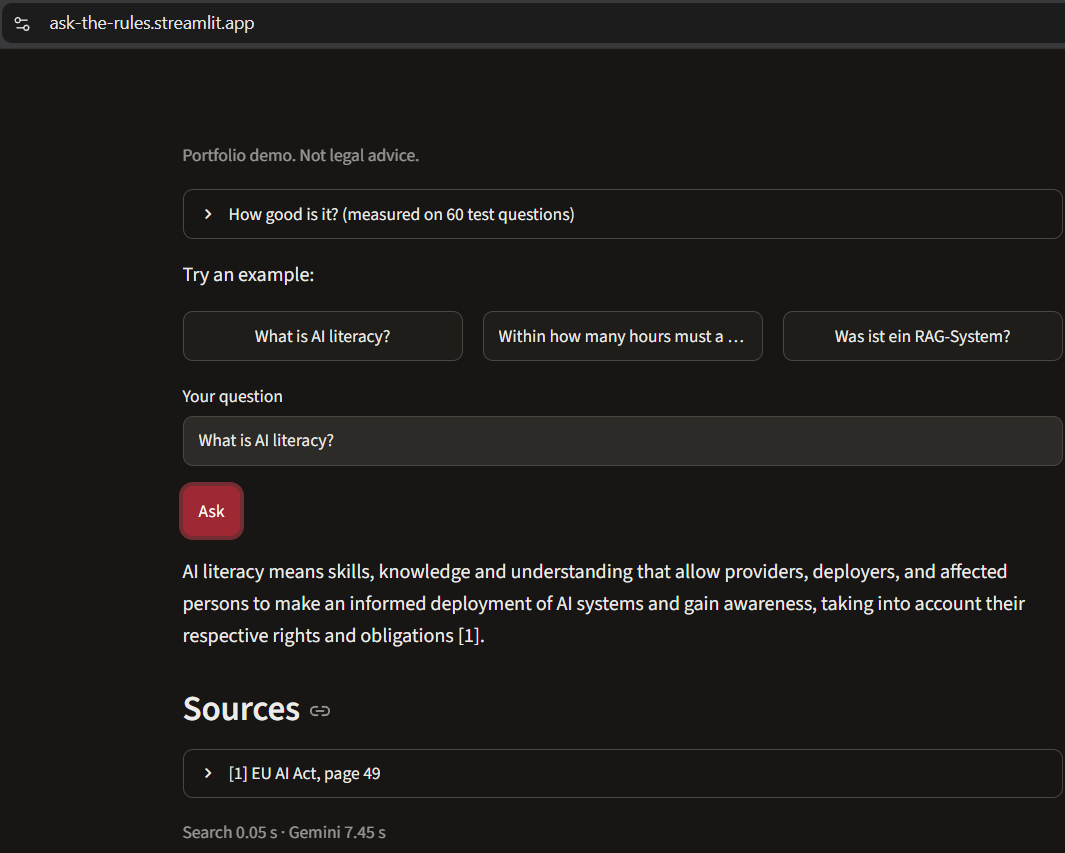 ask-the-rules.streamlit.app
Portfolio demo. Not legal advice.
How good is it? (measured on 60 test questions)
Try an example:
What is AI literacy?
Within how many hours must a …
Was ist ein RAG-System?
Your question
What is AI literacy?
Ask
AI literacy means skills, knowledge and understanding that allow providers, deployers, and affected
persons to make an informed deployment of AI systems and gain awareness, taking into account their
respective rights and obligations [1].
Sources
[1] EU AI Act, page 49
Search 0.05 s · Gemini 7.45 s